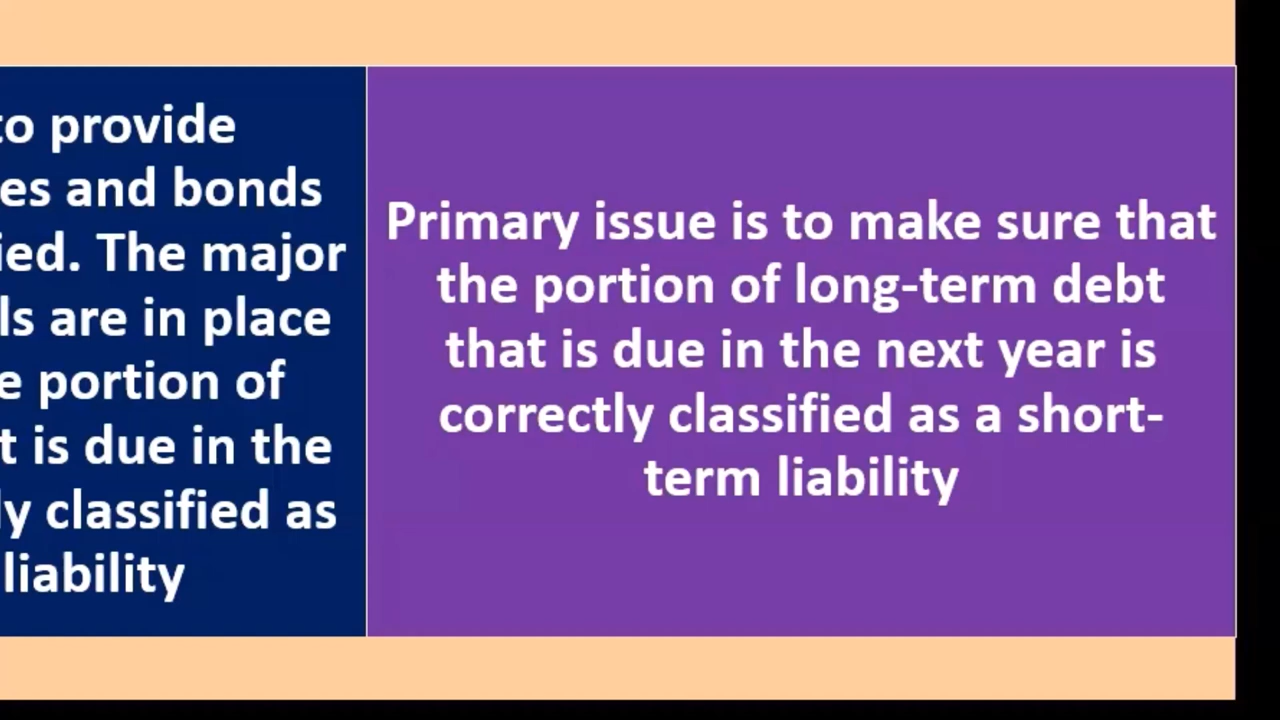 to provide
es and bonds
ied. The major
ls are in place
e portion of
t is due in the
ly classified as
liability
Primary issue is to make sure that
the portion of long-term debt
that is due in the next year is
correctly classified as a short-
term liability